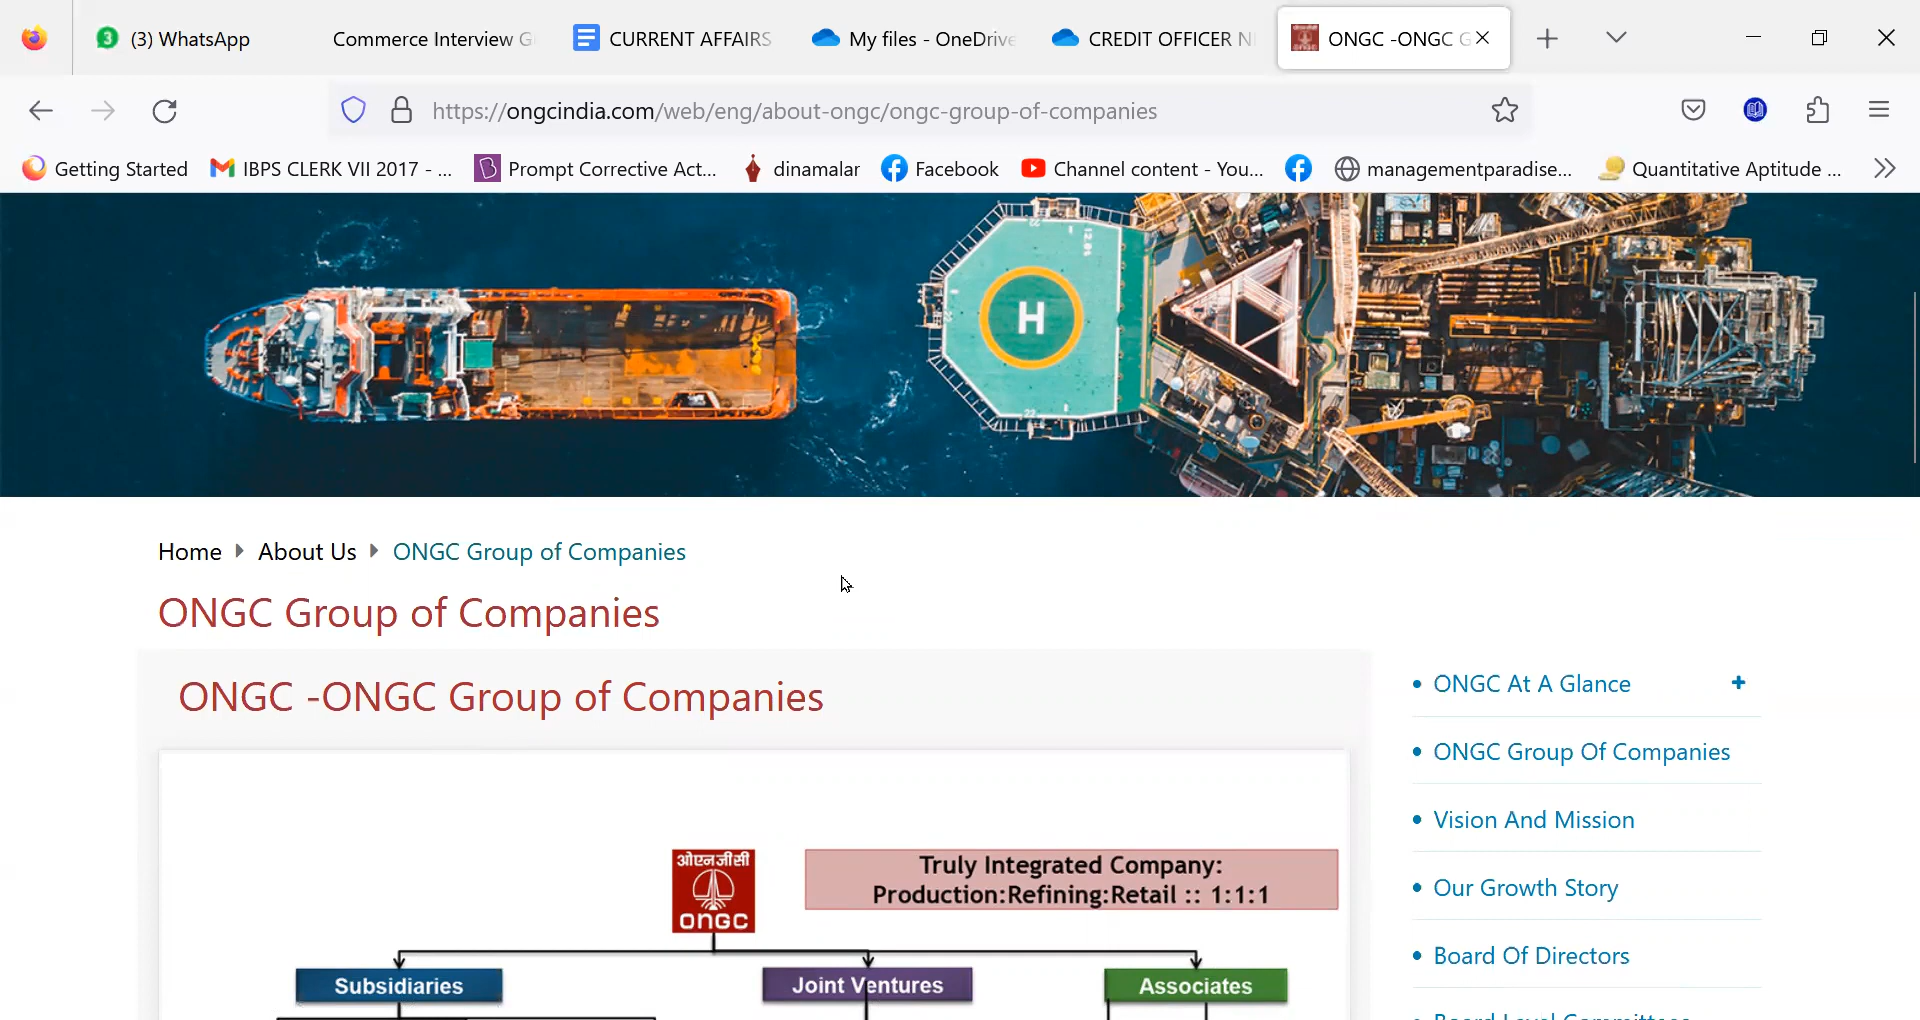 (3) WhatsApp
Commerce Interview G
CURRENT AFFAIRS
My files - OneDrive
CREDIT OFFICER NI
ONGC -ONGC G
https://ongcindia.com/web/eng/about-ongc/ongc-group-of-companies
Getting Started
IBPS CLERK VII 2017 - ...
Prompt Corrective Act...
dinamalar
Facebook
Channel content - You...
managementparadise...
Quantitative Aptitude ...
H
Home
About Us
ONGC Group of Companies
ONGC Group of Companies
ONGC -ONGC Group of Companies
ओएनजीसी
ongc
Truly Integrated Company:
Production:Refining:Retail :: 1:1:1
Subsidiaries
Joint Ventures
Associates
• ONGC At A Glance +
• ONGC Group Of Companies
• Vision And Mission
• Our Growth Story
• Board Of Directors